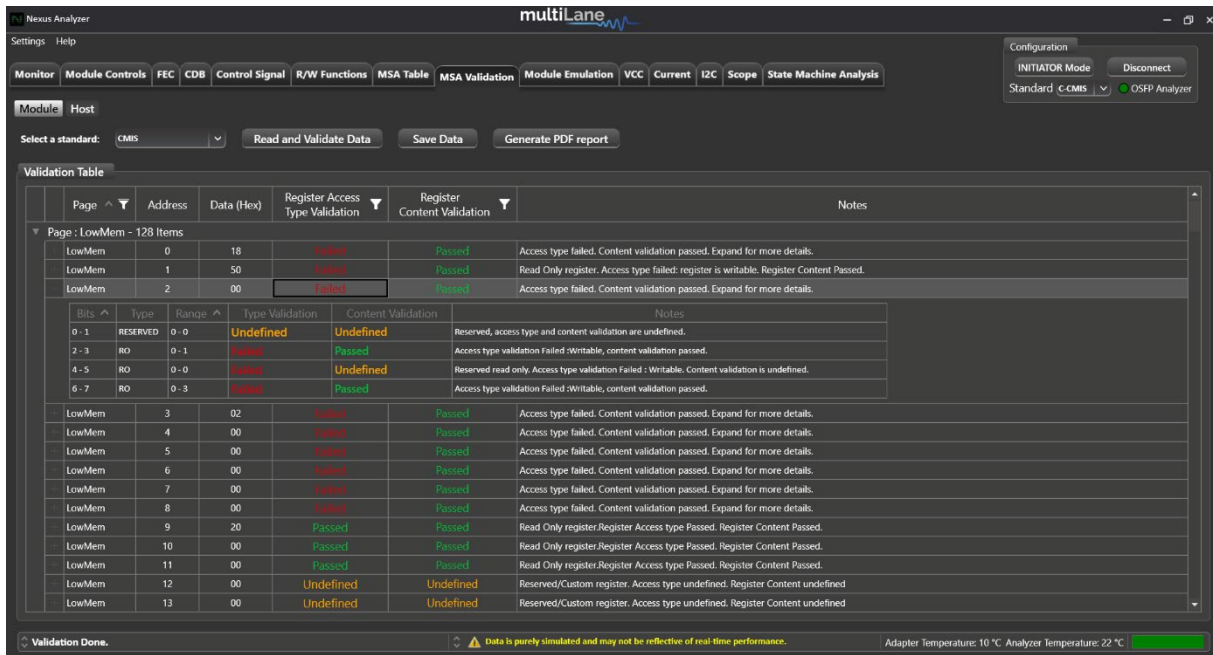 Nexus Analyzer
multiLane
Settings Help
Configuration
INITIATOR Mode Disconnect
Standard C-CMIS OSFP Analyzer
Monitor Module Controls FEC CDB Control Signal R/W Functions MSA Table MSA Validation Module Emulation VCC Current I2C Scope State Machine Analysis
Module Host
Select a standard: CMIS Read and Validate Data Save Data Generate PDF report
Validation Table
Page Address Data (Hex) Register Access Type Validation Register Content Validation Notes
Page : LowMem - 128 Items
LowMem 0 18 Failed Passed Access type failed. Content validation passed. Expand for more details.
LowMem 1 50 Failed Passed Read Only register. Access type failed: register is writable. Register Content Passed.
LowMem 2 00 Failed Passed Access type failed. Content validation passed. Expand for more details.
Bits Type Range Type Validation Content Validation Notes
0 - 1 RESERVED 0 - 0 Undefined Undefined Reserved, access type and content validation are undefined.
2 - 3 RO 0 - 1 Failed Passed Access type validation Failed :Writable, content validation passed.
4 - 5 RO 0 - 0 Failed Undefined Reserved read only. Access type validation Failed : Writable. Content validation is undefined.
6 - 7 RO 0 - 3 Failed Passed Access type validation Failed :Writable, content validation passed.
LowMem 3 02 Failed Passed Access type failed. Content validation passed. Expand for more details.
LowMem 4 00 Failed Passed Access type failed. Content validation passed. Expand for more details.
LowMem 5 00 Failed Passed Access type failed. Content validation passed. Expand for more details.
LowMem 6 00 Failed Passed Access type failed. Content validation passed. Expand for more details.
LowMem 7 00 Failed Passed Access type failed. Content validation passed. Expand for more details.
LowMem 8 00 Failed Passed Access type failed. Content validation passed. Expand for more details.
LowMem 9 20 Passed Passed Read Only register.Register Access type Passed. Register Content Passed.
LowMem 10 00 Passed Passed Read Only register.Register Access type Passed. Register Content Passed.
LowMem 11 00 Passed Passed Read Only register.Register Access type Passed. Register Content Passed.
LowMem 12 00 Undefined Undefined Reserved/Custom register. Access type undefined. Register Content undefined
LowMem 13 00 Undefined Undefined Reserved/Custom register. Access type undefined. Register Content undefined
Validation Done. Data is purely simulated and may not be reflective of real-time performance. Adapter Temperature: 10 °C Analyzer Temperature: 22 °C